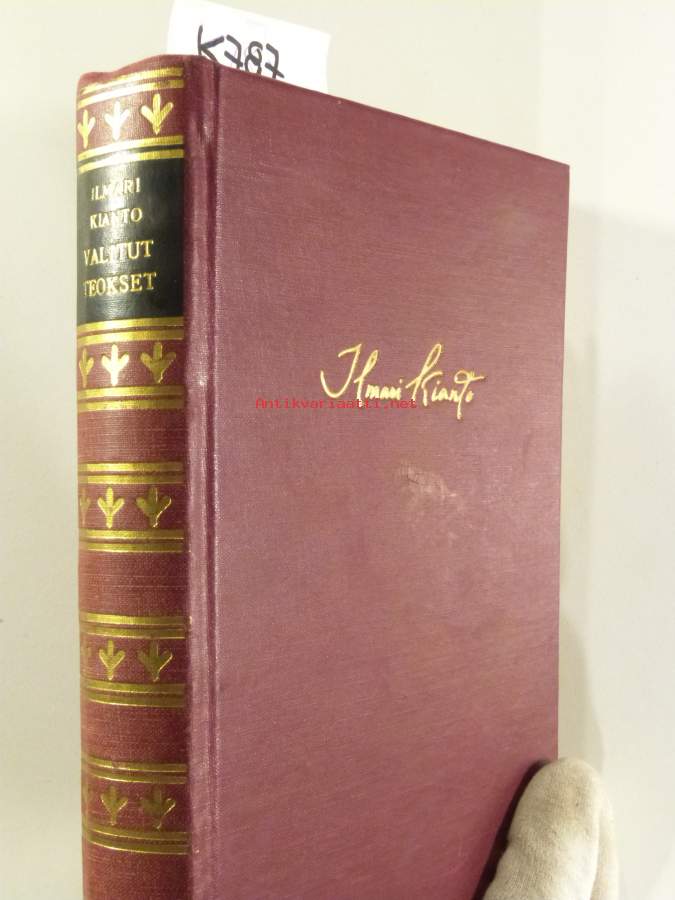 K787
ILMARI
KIANTO
VALITUT
TEOKSET
Ilmari Kianto
Antikvariaatti.net